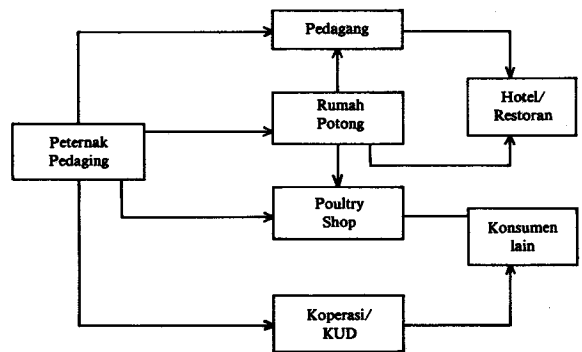 Pedagang
Hotel/
Restoran
Rumah
Potong
Peternak
Pedaging
Poultry
Shop
Konsumen
lain
Koperasi/
KUD